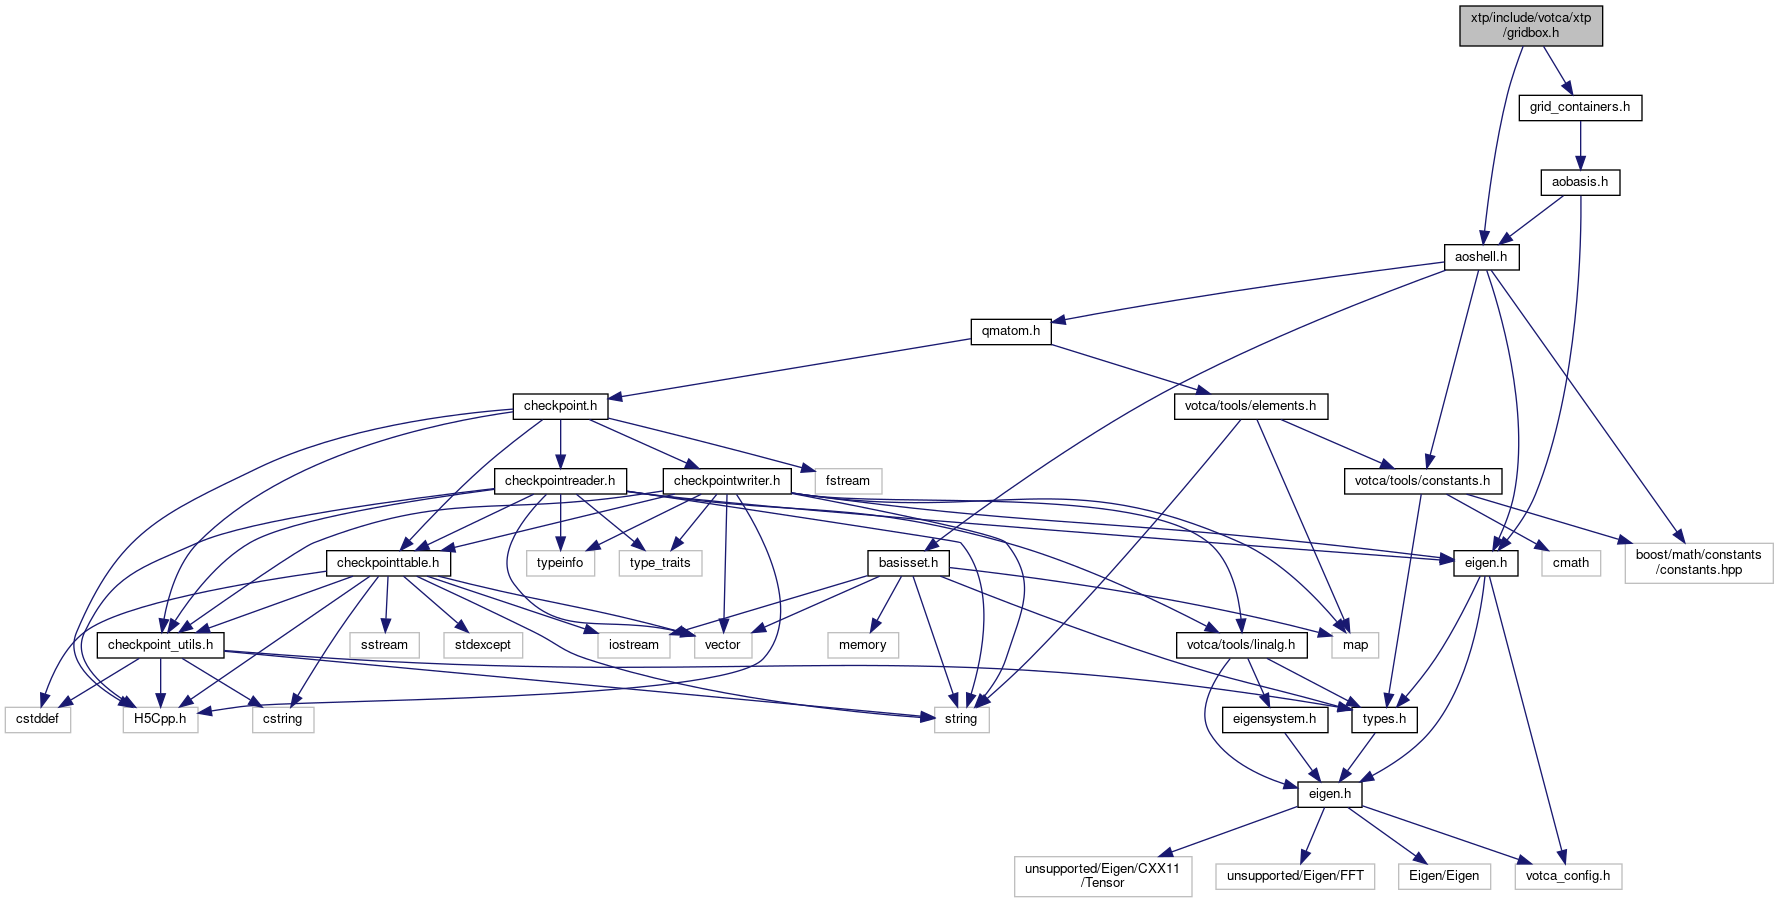 xtp/include/votca/xtp
/gridbox.h
grid_containers.h
aobasis.h
aoshell.h
qmatom.h
checkpoint.h
votca/tools/elements.h
checkpointreader.h
checkpointwriter.h
fstream
votca/tools/constants.h
checkpointtable.h
typeinfo
type_traits
basisset.h
eigen.h
cmath
boost/math/constants
/constants.hpp
checkpoint_utils.h
sstream
stdexcept
iostream
vector
memory
votca/tools/linalg.h
map
cstddef
H5Cpp.h
cstring
string
eigensystem.h
types.h
eigen.h
unsupported/Eigen/CXX11
/Tensor
unsupported/Eigen/FFT
Eigen/Eigen
votca_config.h